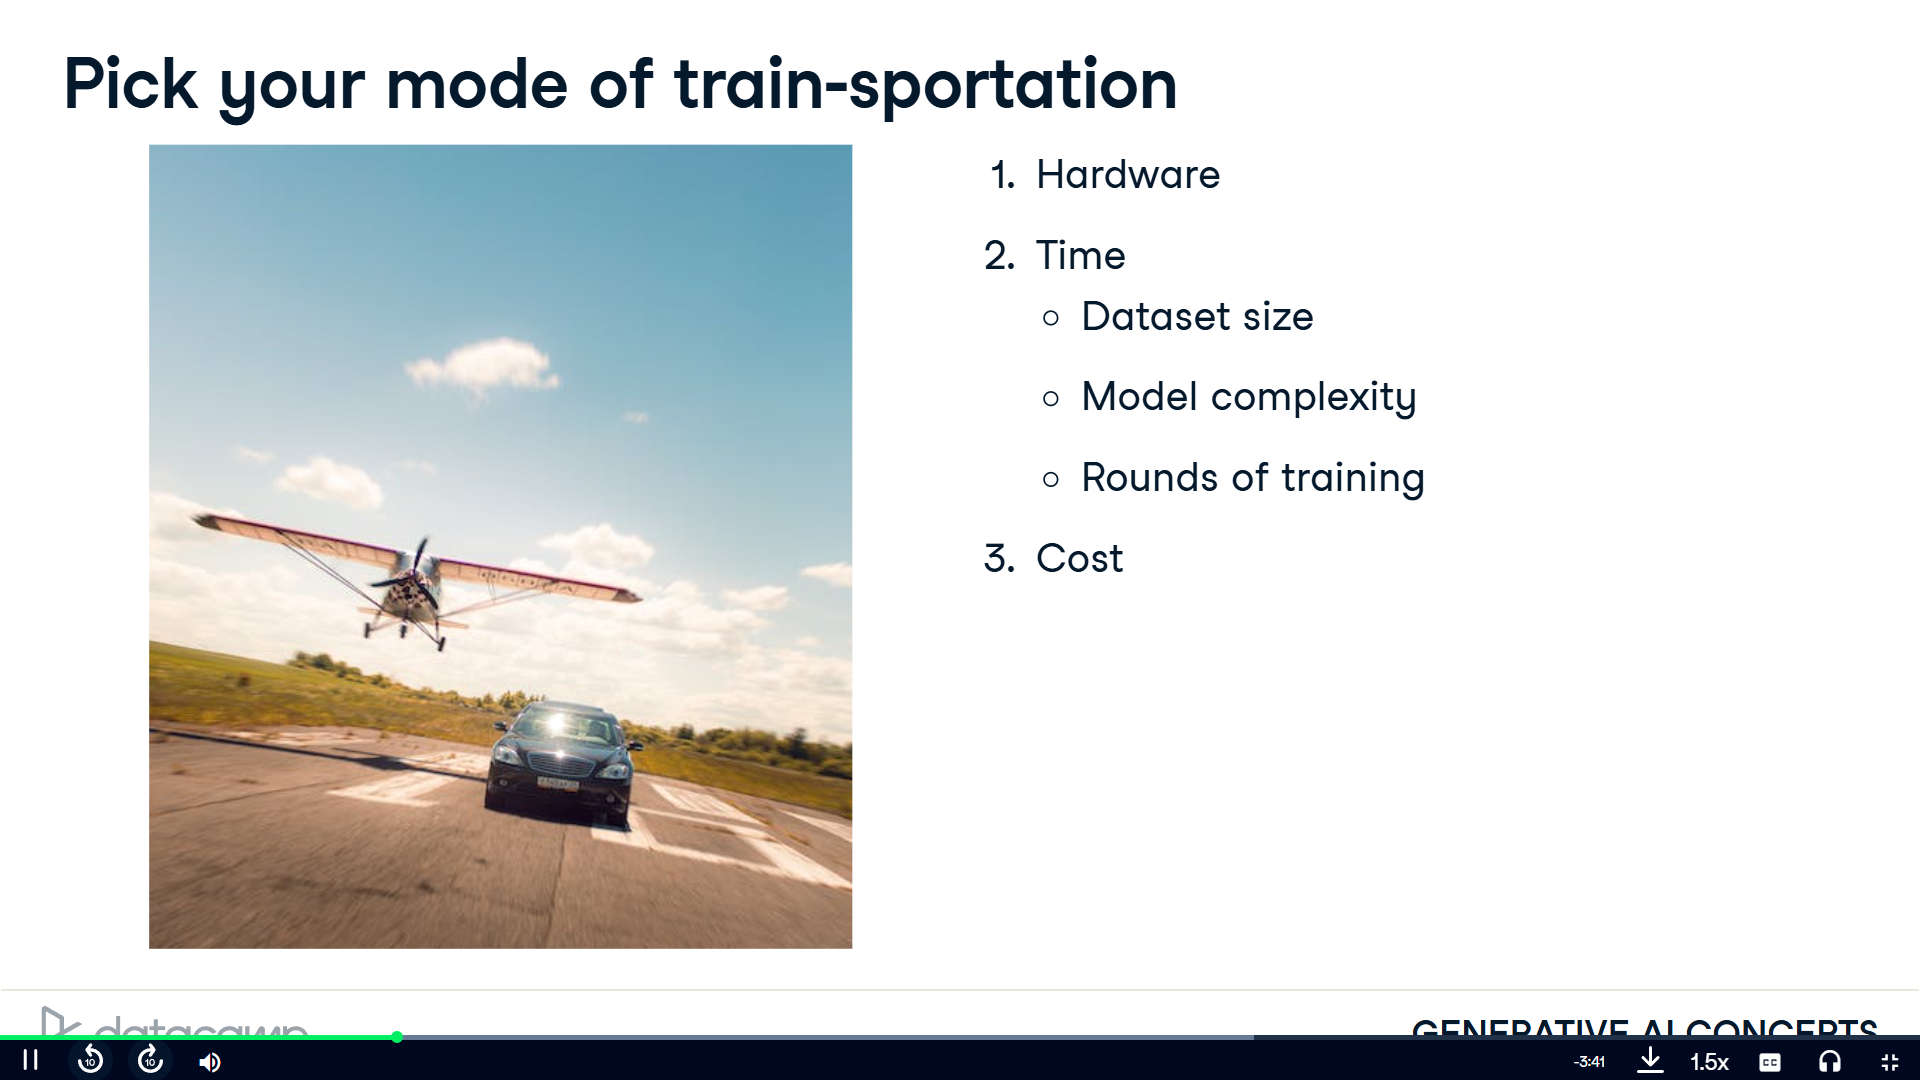 Pick your mode of train-sportation
1. Hardware
2. Time
Dataset size
Model complexity
Rounds of training
3. Cost
datacamp
GENERATIVE AI CONCEPTS
10
10
-3:41
1.5x
CC